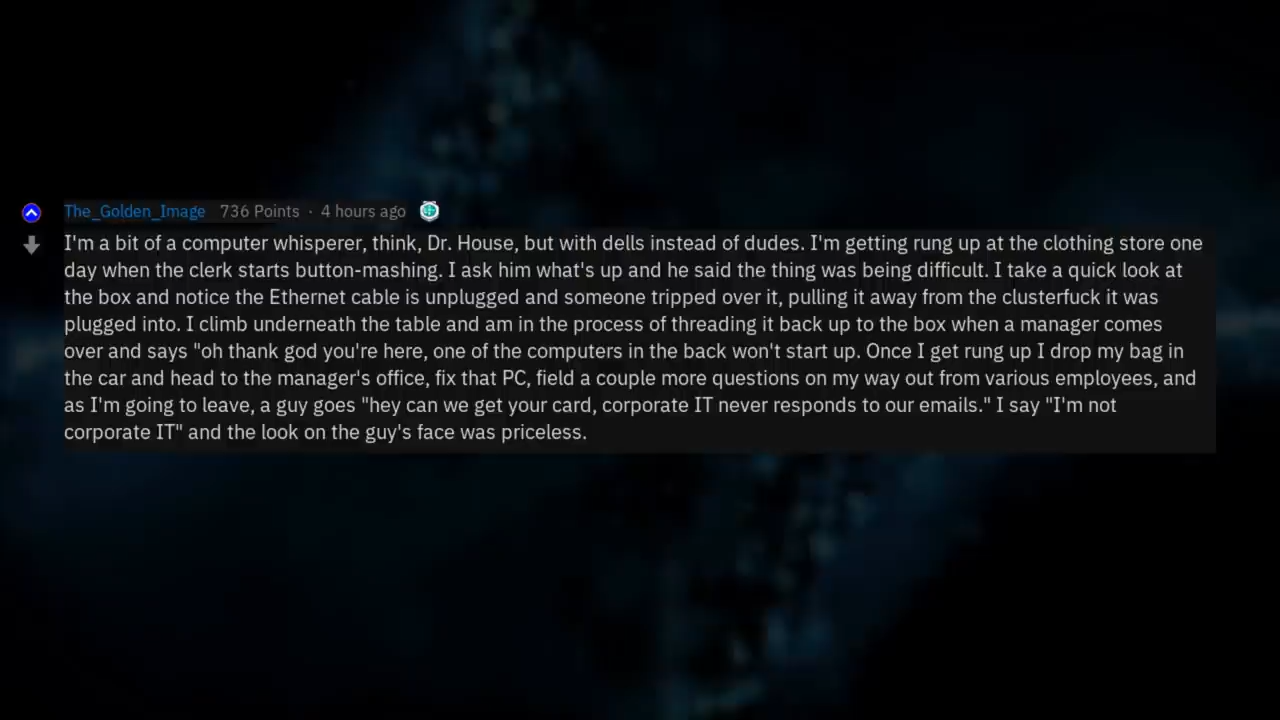 The_Golden_Image 736 Points · 4 hours ago
I'm a bit of a computer whisperer, think, Dr. House, but with dells instead of dudes. I'm getting rung up at the clothing store one
day when the clerk starts button-mashing. I ask him what's up and he said the thing was being difficult. I take a quick look at
the box and notice the Ethernet cable is unplugged and someone tripped over it, pulling it away from the clusterfuck it was
plugged into. I climb underneath the table and am in the process of threading it back up to the box when a manager comes
over and says "oh thank god you're here, one of the computers in the back won't start up. Once I get rung up I drop my bag in
the car and head to the manager's office, fix that PC, field a couple more questions on my way out from various employees, and
as I'm going to leave, a guy goes "hey can we get your card, corporate IT never responds to our emails." I say "I'm not
corporate IT" and the look on the guy's face was priceless.